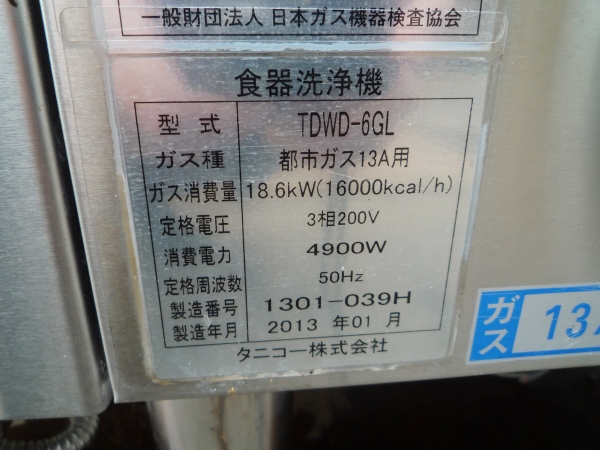 一般財団法人 日本ガス機器検査協会
食器洗浄機
型式 TDWD-6GL
ガス種 都市ガス13A用
ガス消費量 18.6kW(16000kcal/h)
定格電圧 3相200V
消費電力 4900W
定格周波数 50Hz
製造番号 1301-039H
製造年月 2013 年01 月
タニコー株式会社
ガス 13A